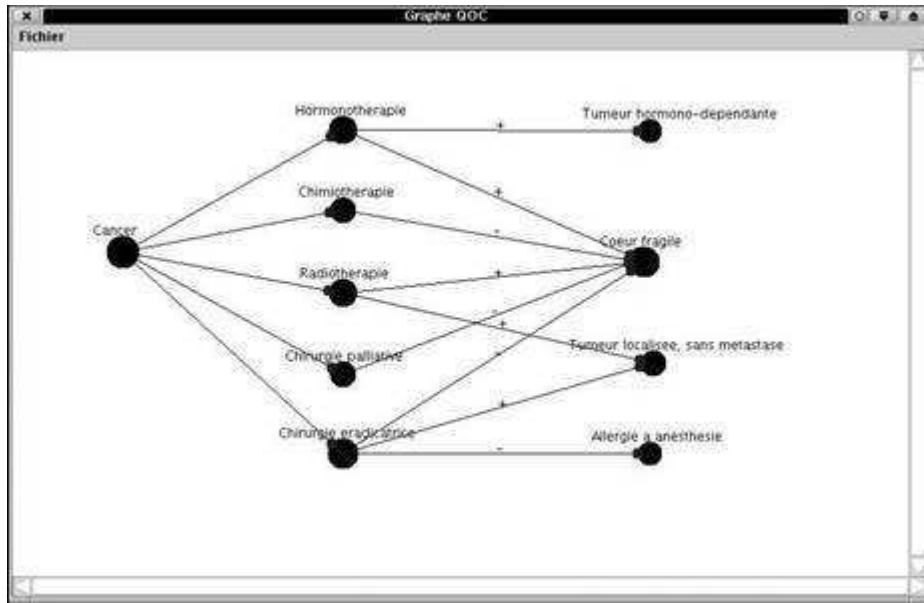 Graphe QOC
Fichier
Hormonotherapie
Tumeur hormono-dependante
+
Chimiotherapie
+
Cancer
-
Coeur fragile
Radiotherapie
+
-
+
Chirurgie palliative
-
Tumeur localisee, sans metastase
+
Chirurgie eradicatrice
Allergie a anesthesie
-